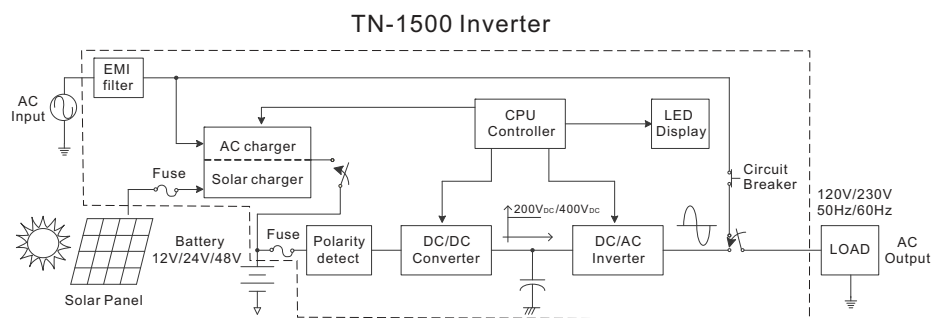 TN-1500 Inverter
EMI
filter
AC
Input
CPU
Controller
LED
Display
AC charger
Solar charger
Fuse
Circuit
Breaker
120V/230V
50Hz/60Hz
200VDC/400VDC
Battery
12V/24V/48V
Fuse
Polarity
detect
DC/DC
Converter
DC/AC
Inverter
LOAD
AC
Output
Solar Panel